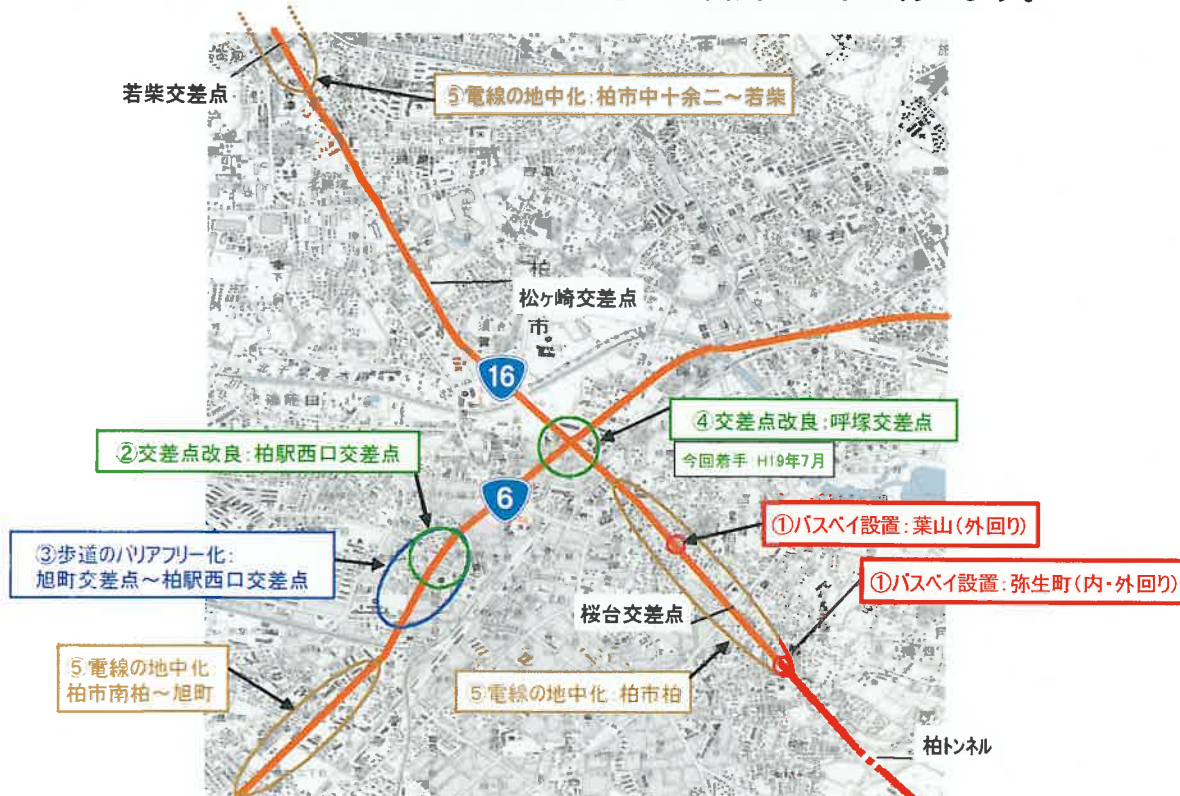 ます。
若柴交差点
⑤電線の地中化:柏市中十余二～若柴
松ヶ崎交差点
柏
市
16
④交差点改良:呼塚交差点
今回着手 H19年7月
②交差点改良:柏駅西口交差点
6
①バスベイ設置:葉山(外回り)
③歩道のバリアフリー化:
旭町交差点～柏駅西口交差点
①バスベイ設置:弥生町(内・外回り)
桜台交差点
⑤電線の地中化:
柏市南柏～旭町
⑤電線の地中化:柏市柏
柏トンネル